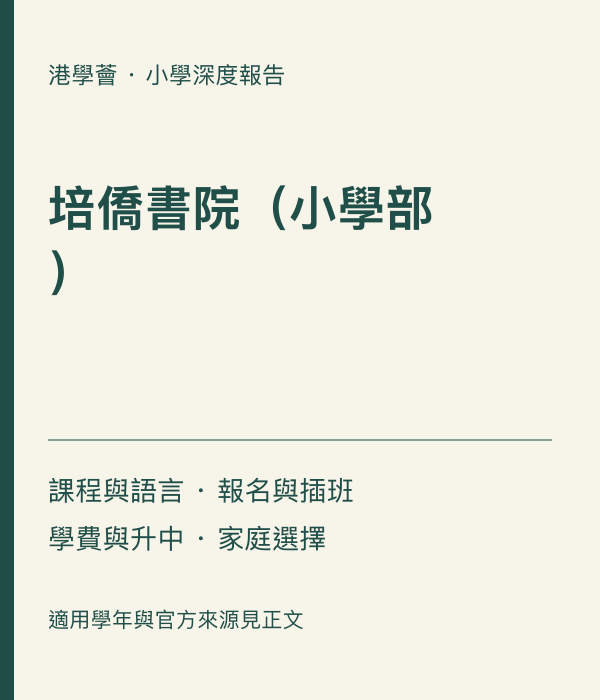 港學薈 · 小學深度報告
培僑書院（小學部
）
課程與語言 · 報名與插班
學費與升中 · 家庭選擇
適用學年與官方來源見正文